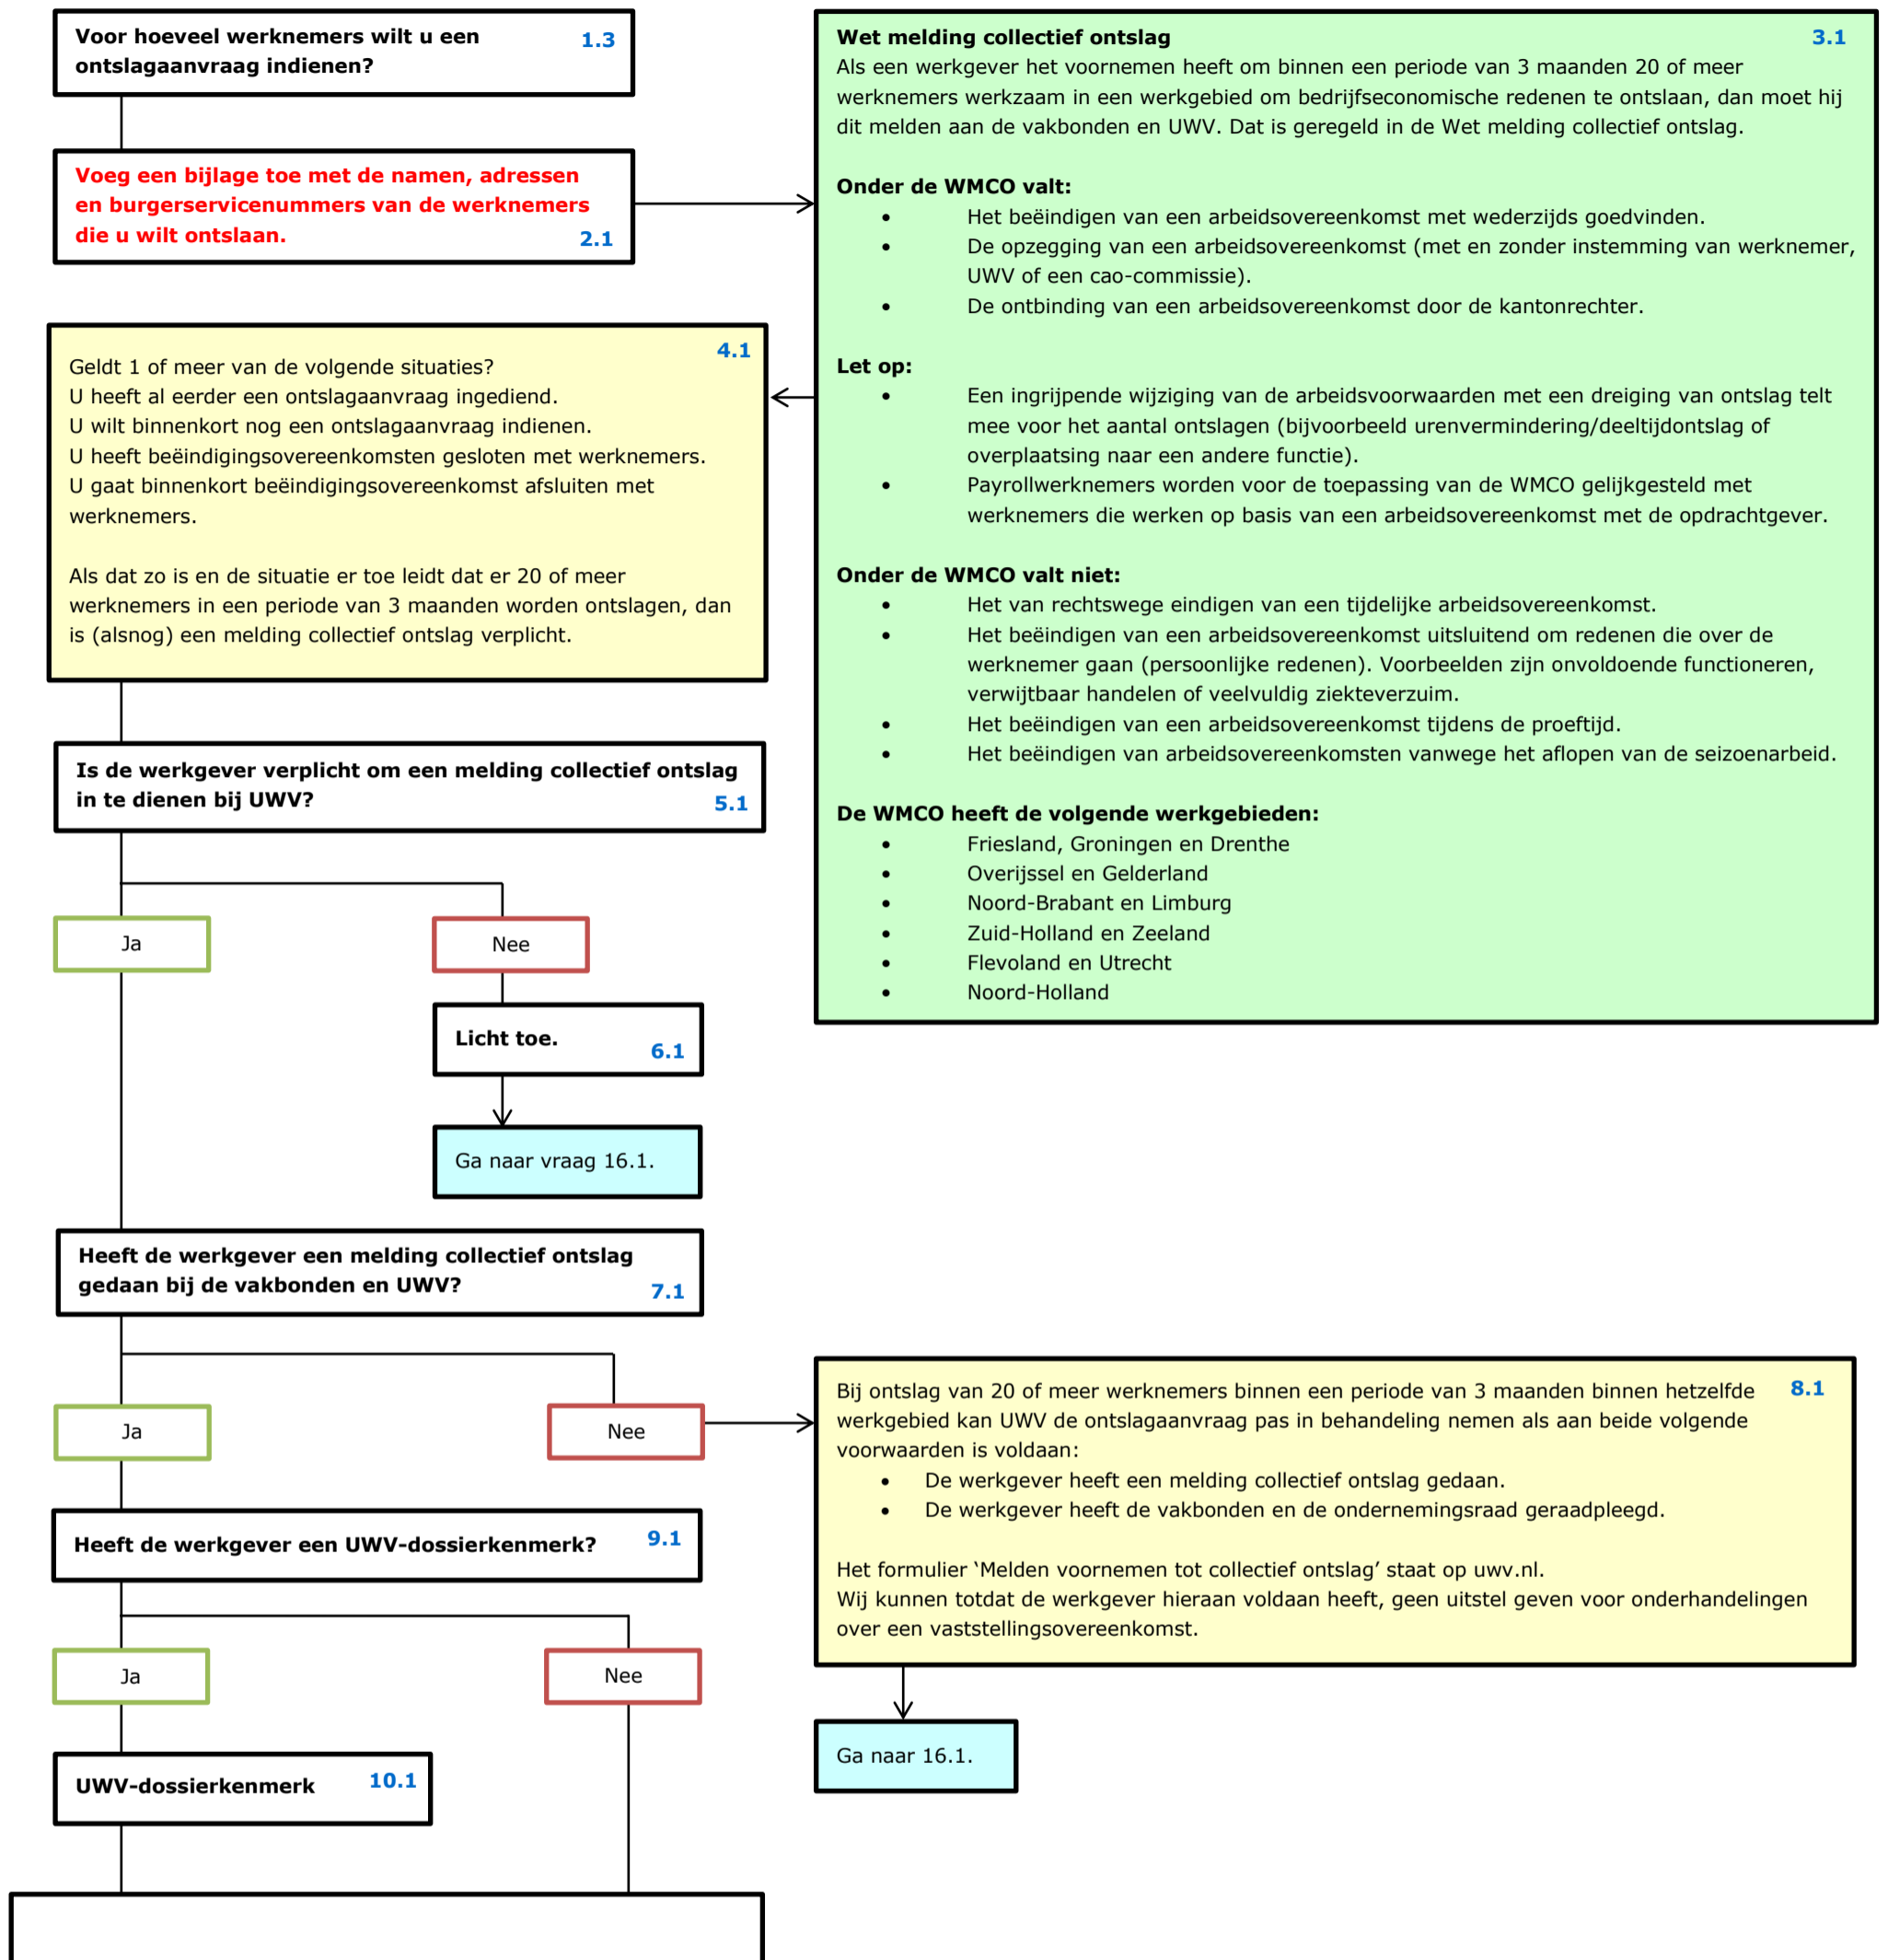 Voor hoeveel werknemers wilt u een
ontslagaanvraag indienen?
1.3
Voeg een bijlage toe met de namen, adressen
en burgerservicenummers van de werknemers
die u wilt ontslaan.
2.1
Wet melding collectief ontslag
3.1
Als een werkgever het voornemen heeft om binnen een periode van 3 maanden 20 of meer
werknemers werkzaam in een werkgebied om bedrijfseconomische redenen te ontslaan, dan moet hij
dit melden aan de vakbonden en UWV. Dat is geregeld in de Wet melding collectief ontslag.
Onder de WMCO valt:
• Het beëindigen van een arbeidsovereenkomst met wederzijds goedvinden.
• De opzegging van een arbeidsovereenkomst (met en zonder instemming van werknemer,
UWV of een cao-commissie).
• De ontbinding van een arbeidsovereenkomst door de kantonrechter.
Let op:
• Een ingrijpende wijziging van de arbeidsvoorwaarden met een dreiging van ontslag telt
mee voor het aantal ontslagen (bijvoorbeeld urenvermindering/deeltijdontslag of
overplaatsing naar een andere functie).
• Payrollwerknemers worden voor de toepassing van de WMCO gelijkgesteld met
werknemers die werken op basis van een arbeidsovereenkomst met de opdrachtgever.
Onder de WMCO valt niet:
• Het van rechtswege eindigen van een tijdelijke arbeidsovereenkomst.
• Het beëindigen van een arbeidsovereenkomst uitsluitend om redenen die over de
werknemer gaan (persoonlijke redenen). Voorbeelden zijn onvoldoende functioneren,
verwijtbaar handelen of veelvuldig ziekteverzuim.
• Het beëindigen van een arbeidsovereenkomst tijdens de proeftijd.
• Het beëindigen van arbeidsovereenkomsten vanwege het aflopen van de seizoenarbeid.
De WMCO heeft de volgende werkgebieden:
• Friesland, Groningen en Drenthe
• Overijssel en Gelderland
• Noord-Brabant en Limburg
• Zuid-Holland en Zeeland
• Flevoland en Utrecht
• Noord-Holland
4.1
Geldt 1 of meer van de volgende situaties?
U heeft al eerder een ontslagaanvraag ingediend.
U wilt binnenkort nog een ontslagaanvraag indienen.
U heeft beëindigingsovereenkomsten gesloten met werknemers.
U gaat binnenkort beëindigingsovereenkomst afsluiten met
werknemers.
Als dat zo is en de situatie er toe leidt dat er 20 of meer
werknemers in een periode van 3 maanden worden ontslagen, dan
is (alsnog) een melding collectief ontslag verplicht.
Is de werkgever verplicht om een melding collectief ontslag
in te dienen bij UWV?
5.1
Ja
Nee
Licht toe.
6.1
Ga naar vraag 16.1.
Heeft de werkgever een melding collectief ontslag
gedaan bij de vakbonden en UWV?
7.1
Ja
Nee
Bij ontslag van 20 of meer werknemers binnen een periode van 3 maanden binnen hetzelfde
8.1
werkgebied kan UWV de ontslagaanvraag pas in behandeling nemen als aan beide volgende
voorwaarden is voldaan:
• De werkgever heeft een melding collectief ontslag gedaan.
• De werkgever heeft de vakbonden en de ondernemingsraad geraadpleegd.
Het formulier ‘Melden voornemen tot collectief ontslag’ staat op uwv.nl.
Wij kunnen totdat de werkgever hieraan voldaan heeft, geen uitstel geven voor onderhandelingen
over een vaststellingsovereenkomst.
Ga naar 16.1.
Heeft de werkgever een UWV-dossierkenmerk?
9.1
Ja
Nee
UWV-dossierkenmerk
10.1